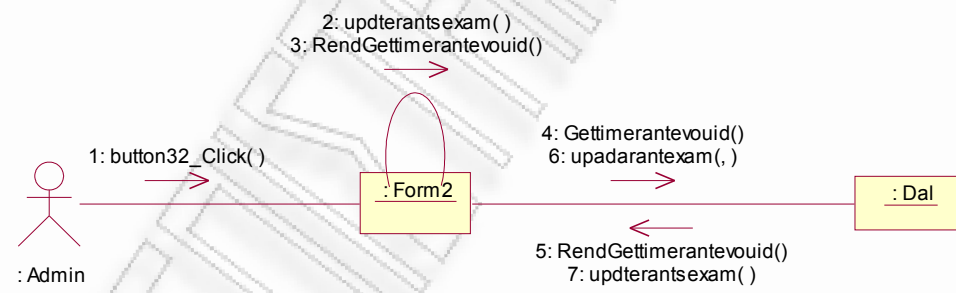 2: updterantsexam( )
3: RendGettimerantevouid()
4: Gettimerantevouid()
6: upadarantexam(, )
1: button32_Click( )
: Form2
: Dal
5: RendGettimerantevouid()
7: updterantsexam( )
: Admin